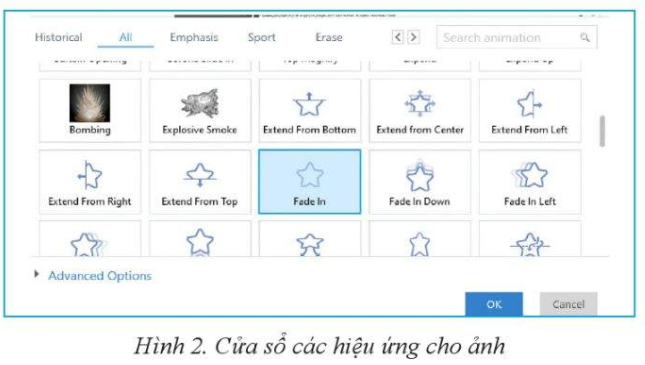 Historical All Emphasis Sport Erase < > Search animation
Bombing Explosive Smoke Extend From Bottom Extend from Center Extend From Left
Extend From Right Extend From Top Fade In Fade In Down Fade In Left
Advanced Options
OK Cancel
Hình 2. Cửa sổ các hiệu ứng cho ảnh